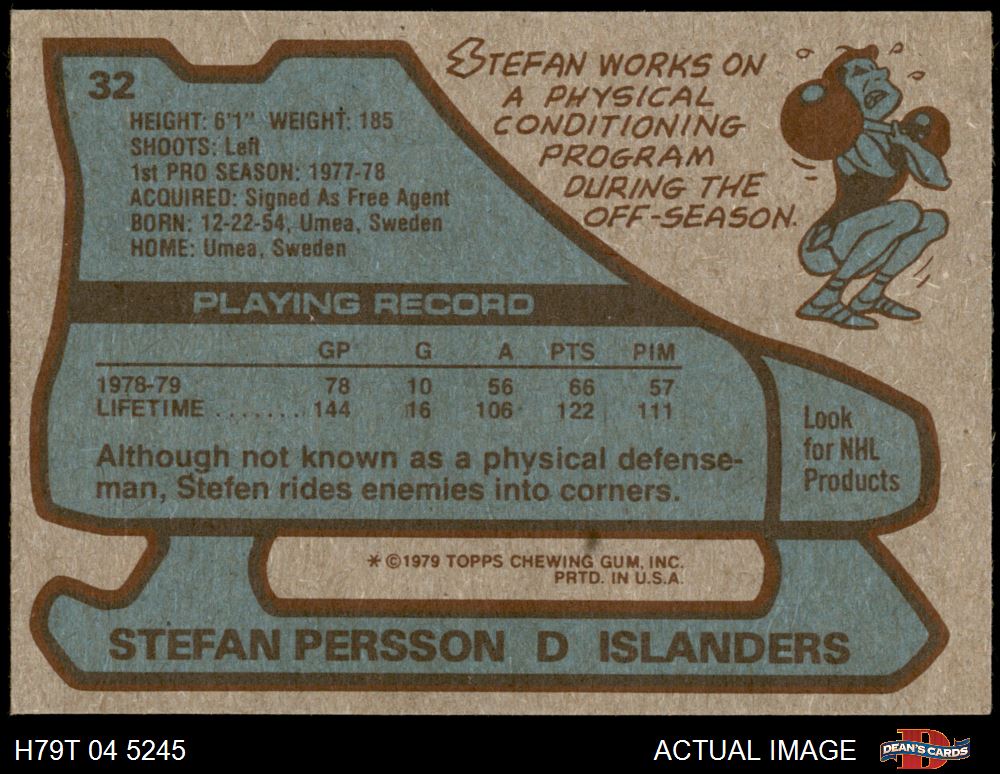 32
HEIGHT: 6'1" WEIGHT: 185
SHOOTS: Left
1st PRO SEASON: 1977-78
ACQUIRED: Signed As Free Agent
BORN: 12-22-54, Umea, Sweden
HOME: Umea, Sweden
STEFAN WORKS ON
A PHYSICAL
CONDITIONING
PROGRAM
DURING THE
OFF-SEASON.
PLAYING RECORD
GP G A PTS PIM
1978-79 78 10 56 66 57
LIFETIME ........ 144 16 106 122 111
Although not known as a physical defense-
man, Stefen rides enemies into corners.
Look
for NHL
Products
* ©1979 TOPPS CHEWING GUM, INC.
PRTD. IN U.S.A.
STEFAN PERSSON D ISLANDERS
H79T 04 5245
ACTUAL IMAGE
D
DEAN'S CARDS